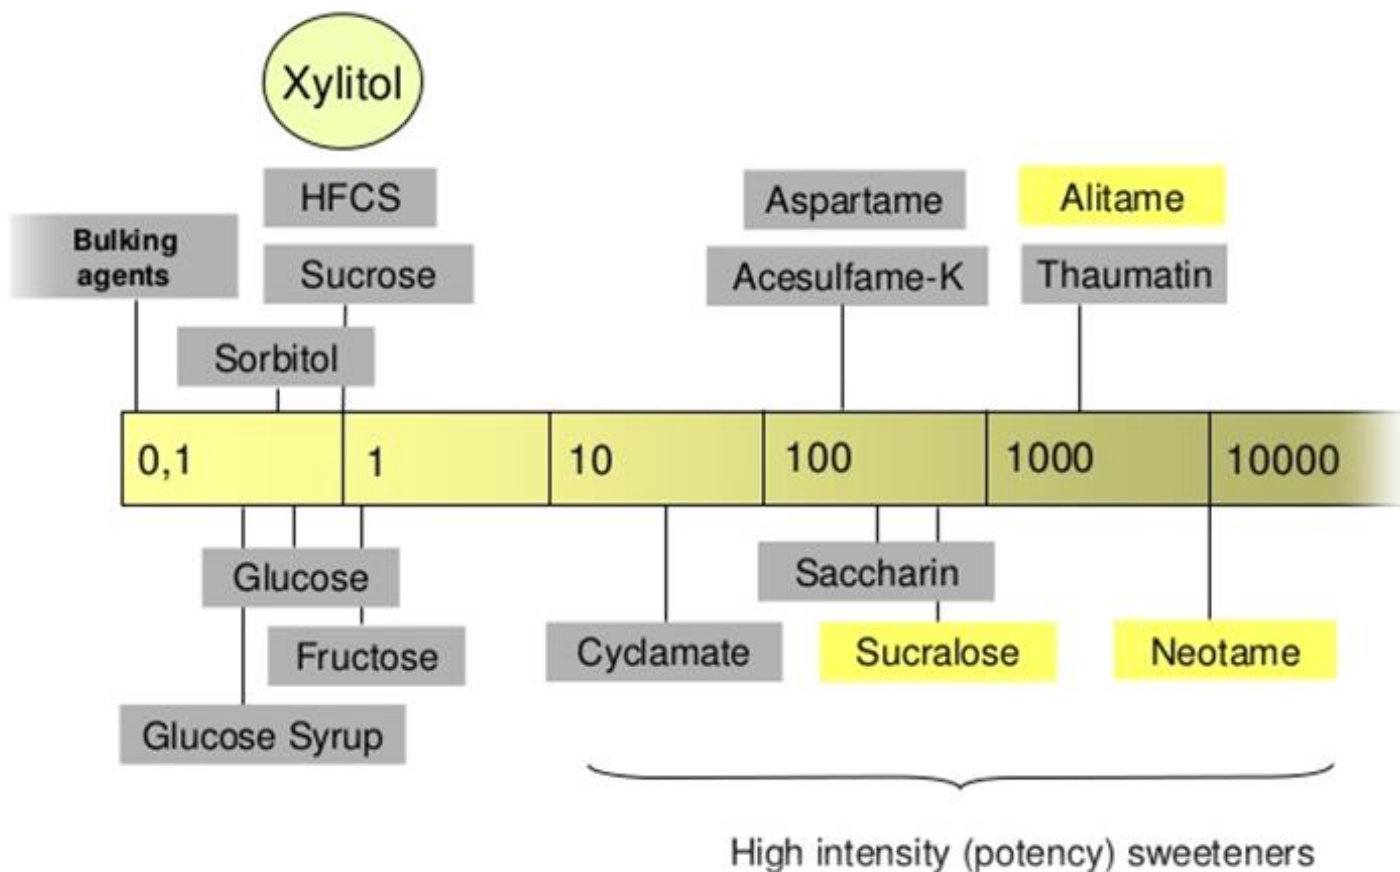 Xylitol
HFCS
Aspartame
Alitame
Bulking
agents
Sucrose
Acesulfame-K
Thaumatin
Sorbitol
0,1
1
10
100
1000
10000
Glucose
Saccharin
Fructose
Cyclamate
Sucralose
Neotame
Glucose Syrup
High intensity (potency) sweeteners